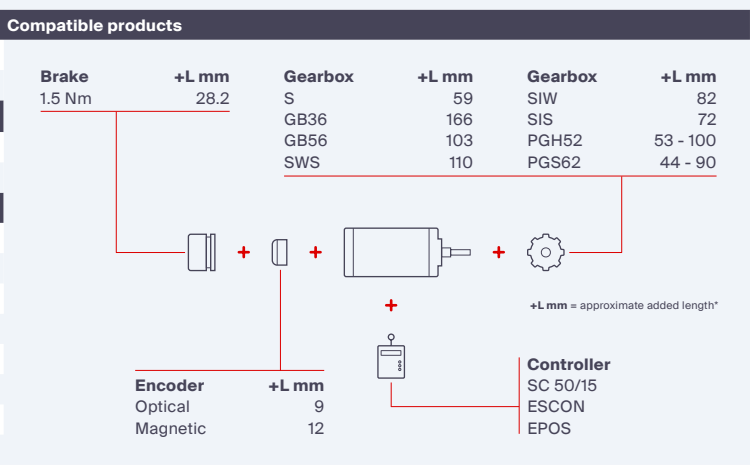 Compatible products
Brake +L mm
1.5 Nm 28.2
Gearbox +L mm
S 59
GB36 166
GB56 103
SWS 110
Gearbox +L mm
SIW 82
SIS 72
PGH52 53 - 100
PGS62 44 - 90
+L mm = approximate added length*
Encoder +L mm
Optical 9
Magnetic 12
Controller
SC 50/15
ESCON
EPOS